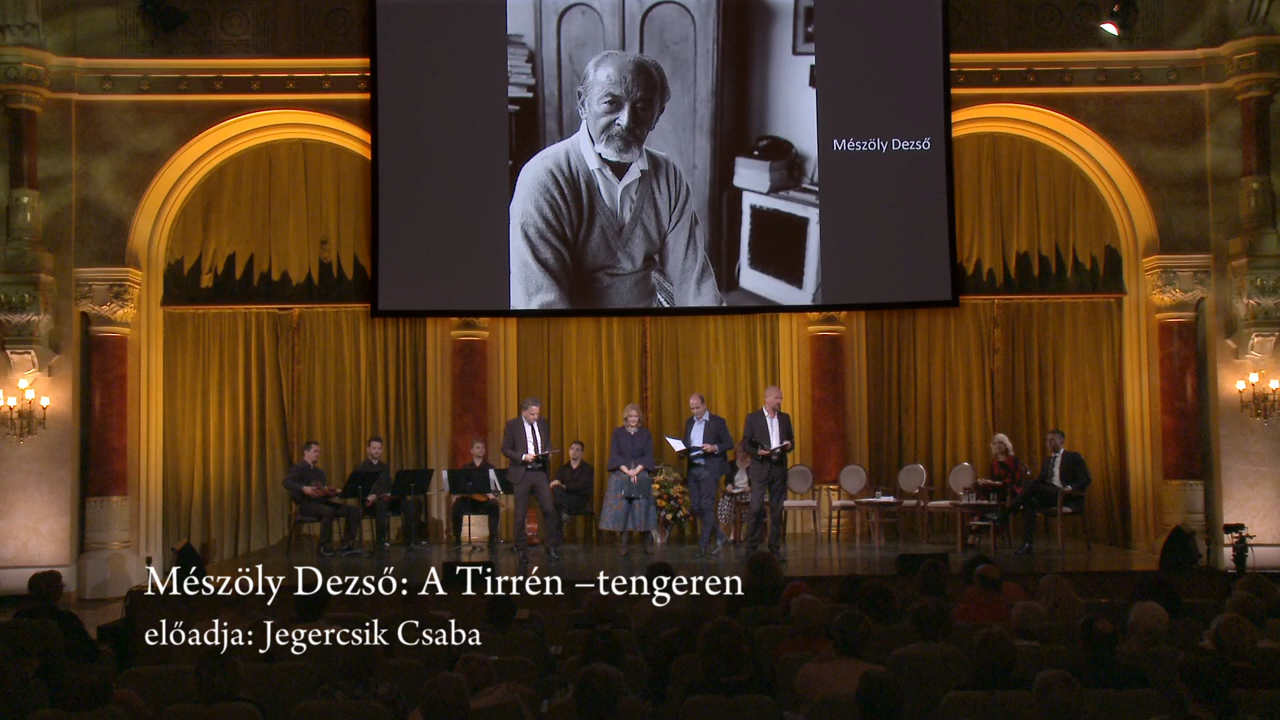 Mészöly Dezső
Mészöly Dezső: A Tirrén –tengeren
előadja: Jegercsik Csaba